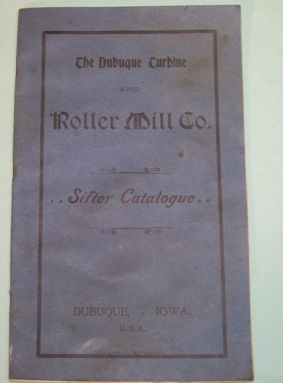 The Dubuque Turbine
AND
Roller Mill Co.
.. Sifter Catalogue ..
DUBUQUE, - IOWA.
U.S.A.